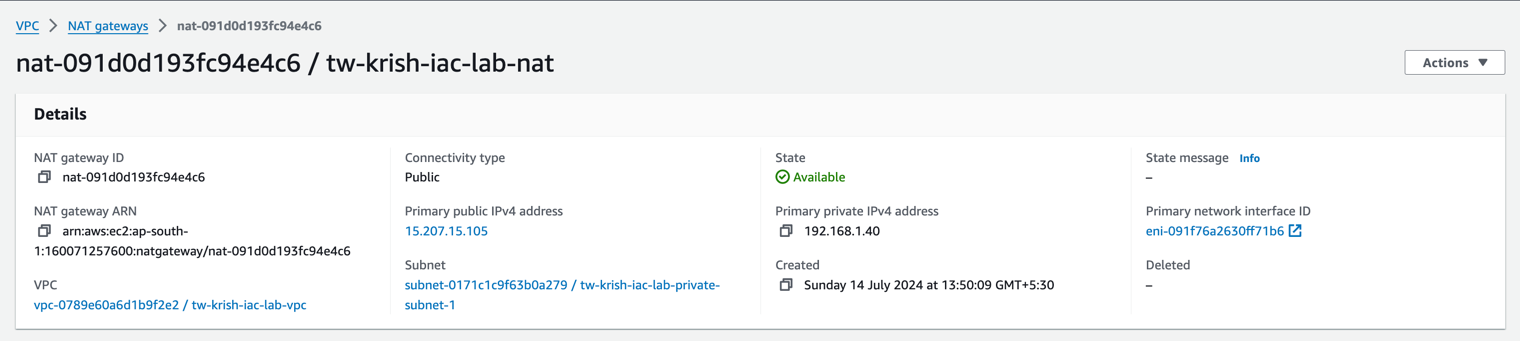 VPC > NAT gateways > nat-091d0d193fc94e4c6
nat-091d0d193fc94e4c6 / tw-krish-iac-lab-nat
Actions ▼
Details
NAT gateway ID
nat-091d0d193fc94e4c6
NAT gateway ARN
arn:aws:ec2:ap-south-
1:160071257600:natgateway/nat-091d0d193fc94e4c6
VPC
vpc-0789e60a6d1b9f2e2 / tw-krish-iac-lab-vpc
Connectivity type
Public
Primary public IPv4 address
15.207.15.105
Subnet
subnet-0171c1c9f63b0a279 / tw-krish-iac-lab-private-
subnet-1
State
Available
Primary private IPv4 address
192.168.1.40
Created
Sunday 14 July 2024 at 13:50:09 GMT+5:30
State message Info
–
Primary network interface ID
eni-091f76a2630ff71b6
Deleted
–